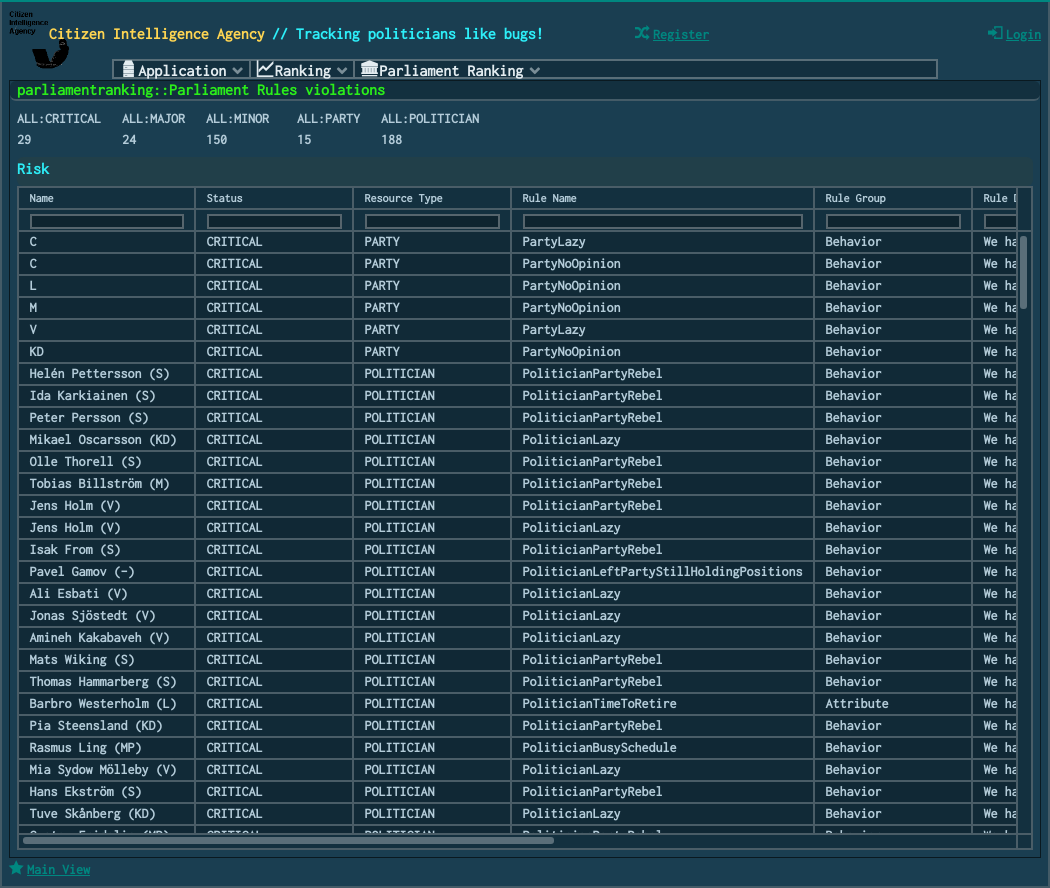 Citizen
Intelligence
Agency
Citizen Intelligence Agency // Tracking politicians like bugs!
Register
Login
Application Ranking Parliament Ranking
parliamentranking::Parliament Rules violations
ALL:CRITICAL ALL:MAJOR ALL:MINOR ALL:PARTY ALL:POLITICIAN
29 24 150 15 188
Risk
Name Status Resource Type Rule Name Rule Group Rule
C CRITICAL PARTY PartyLazy Behavior We ha
C CRITICAL PARTY PartyNoOpinion Behavior We ha
L CRITICAL PARTY PartyNoOpinion Behavior We ha
M CRITICAL PARTY PartyNoOpinion Behavior We ha
V CRITICAL PARTY PartyLazy Behavior We ha
KD CRITICAL PARTY PartyNoOpinion Behavior We ha
Helén Pettersson (S) CRITICAL POLITICIAN PoliticianPartyRebel Behavior We ha
Ida Karkiainen (S) CRITICAL POLITICIAN PoliticianPartyRebel Behavior We ha
Peter Persson (S) CRITICAL POLITICIAN PoliticianPartyRebel Behavior We ha
Mikael Oscarsson (KD) CRITICAL POLITICIAN PoliticianLazy Behavior We ha
Olle Thorell (S) CRITICAL POLITICIAN PoliticianPartyRebel Behavior We ha
Tobias Billström (M) CRITICAL POLITICIAN PoliticianPartyRebel Behavior We ha
Jens Holm (V) CRITICAL POLITICIAN PoliticianPartyRebel Behavior We ha
Jens Holm (V) CRITICAL POLITICIAN PoliticianLazy Behavior We ha
Isak From (S) CRITICAL POLITICIAN PoliticianPartyRebel Behavior We ha
Pavel Gamov (-) CRITICAL POLITICIAN PoliticianLeftPartyStillHoldingPositions Behavior We ha
Ali Esbati (V) CRITICAL POLITICIAN PoliticianLazy Behavior We ha
Jonas Sjöstedt (V) CRITICAL POLITICIAN PoliticianLazy Behavior We ha
Amineh Kakabaveh (V) CRITICAL POLITICIAN PoliticianLazy Behavior We ha
Mats Wiking (S) CRITICAL POLITICIAN PoliticianPartyRebel Behavior We ha
Thomas Hammarberg (S) CRITICAL POLITICIAN PoliticianPartyRebel Behavior We ha
Barbro Westerholm (L) CRITICAL POLITICIAN PoliticianTimeToRetire Attribute We ha
Pia Steensland (KD) CRITICAL POLITICIAN PoliticianPartyRebel Behavior We ha
Rasmus Ling (MP) CRITICAL POLITICIAN PoliticianBusySchedule Behavior We ha
Mia Sydow Mölleby (V) CRITICAL POLITICIAN PoliticianLazy Behavior We ha
Hans Ekström (S) CRITICAL POLITICIAN PoliticianPartyRebel Behavior We ha
Tuve Skånberg (KD) CRITICAL POLITICIAN PoliticianLazy Behavior We ha
Main View